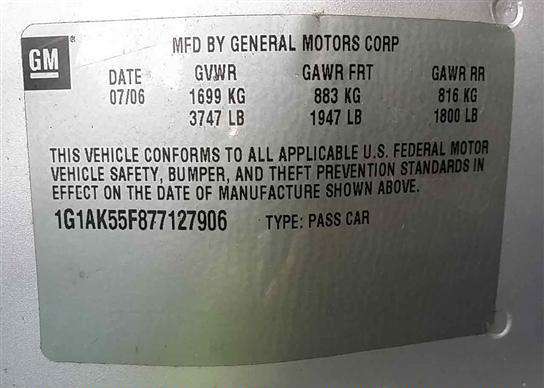 GM
MFD BY GENERAL MOTORS CORP
DATE GVWR GAWR FRT GAWR RR
07/06 1699 KG 883 KG 816 KG
3747 LB 1947 LB 1800 LB
THIS VEHICLE CONFORMS TO ALL APPLICABLE U.S. FEDERAL MOTOR
VEHICLE SAFETY, BUMPER, AND THEFT PREVENTION STANDARDS IN
EFFECT ON THE DATE OF MANUFACTURE SHOWN ABOVE.
1G1AK55F877127906 TYPE: PASS CAR